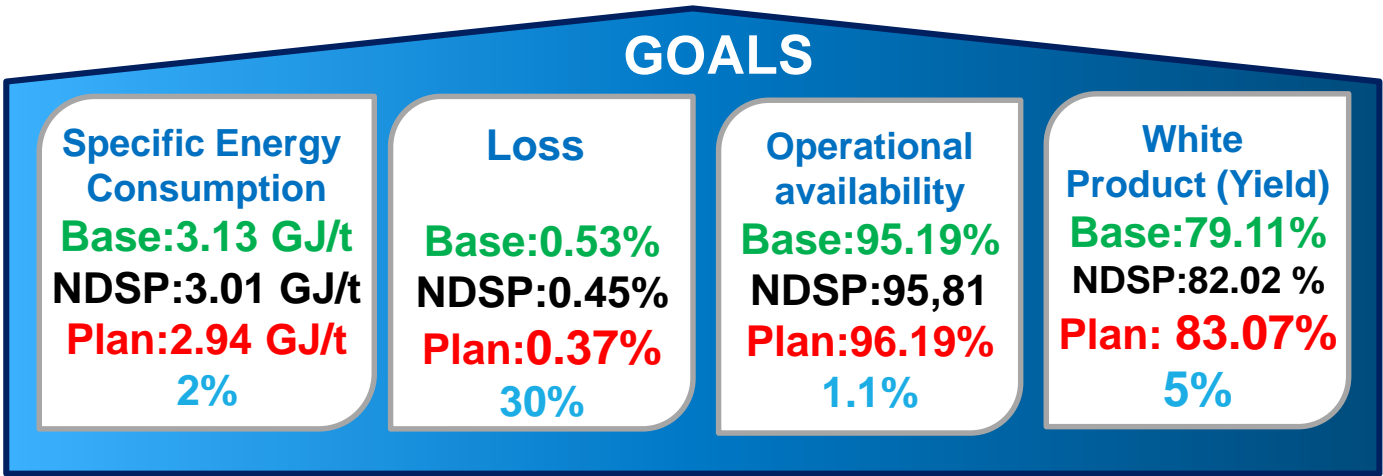 GOALS
Specific Energy
Consumption
Base:3.13 GJ/t
NDSP:3.01 GJ/t
Plan:2.94 GJ/t
2%
Loss
Base:0.53%
NDSP:0.45%
Plan:0.37%
30%
Operational
availability
Base:95.19%
NDSP:95,81
Plan:96.19%
1.1%
White
Product (Yield)
Base:79.11%
NDSP:82.02 %
Plan: 83.07%
5%